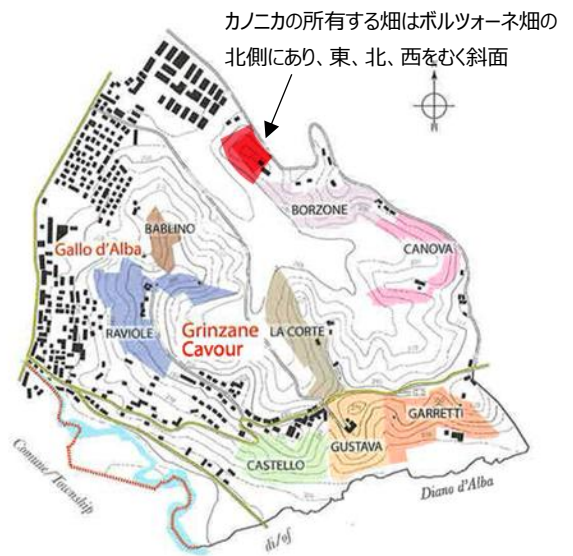 カノニカの所有する畑はボルツォーネ畑の
北側にあり、東、北、西をむく斜面
N
BORZONE
BABLINO
CANOVA
Gallo d'Alba
RAVIOLE
Grinzane
Cavour
LA CORTE
GARRETTI
GUSTAVA
CASTELLO
Comune/Township
Diano d'Alba
di/of